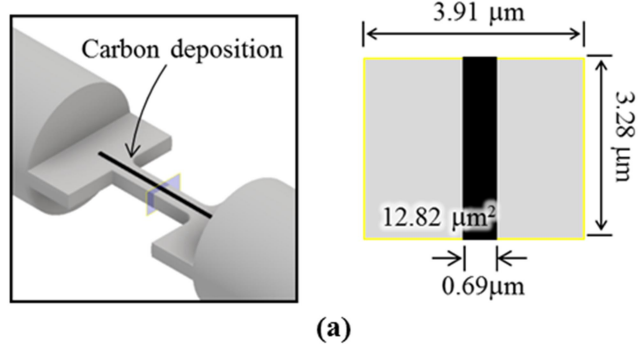 Carbon deposition
3.91 μm
3.28 μm
12.82 μm²
0.69μm
(a)